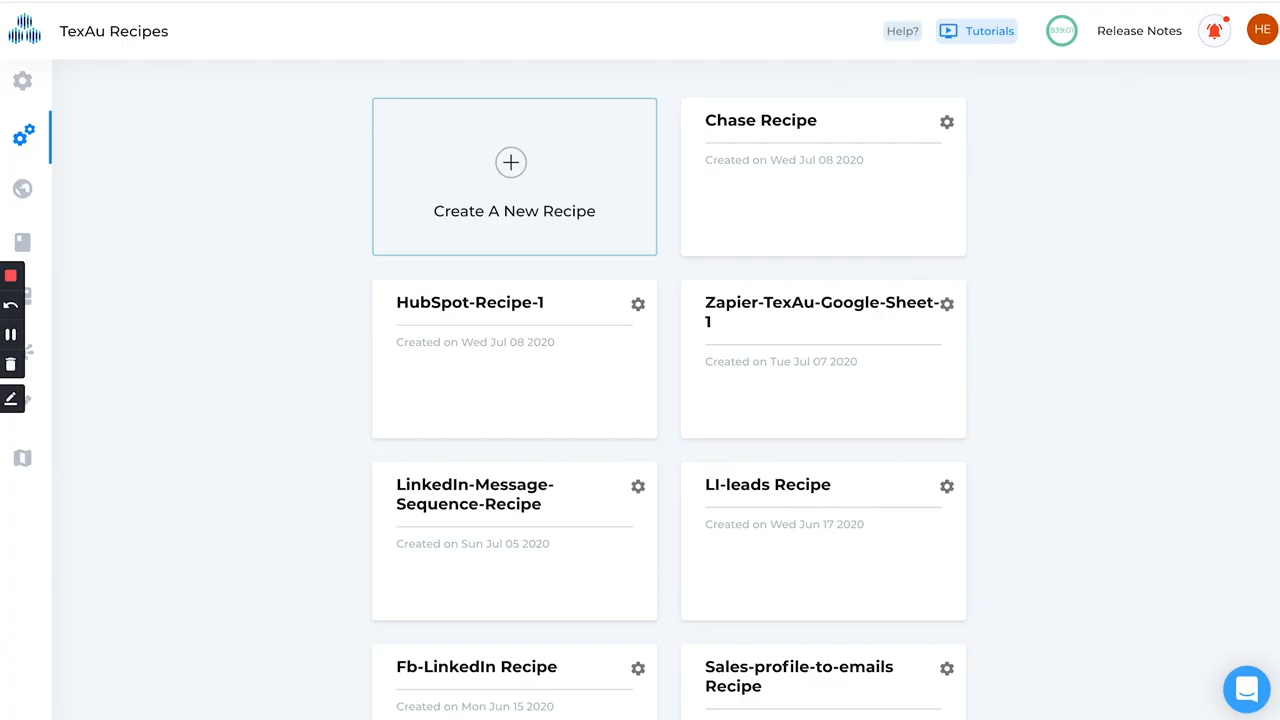 TexAu Recipes
Help?
Tutorials
839:01
Release Notes
HE
Create A New Recipe
Chase Recipe
Created on Wed Jul 08 2020
HubSpot-Recipe-1
Created on Wed Jul 08 2020
Zapier-TexAu-Google-Sheet-
1
Created on Tue Jul 07 2020
LinkedIn-Message-
Sequence-Recipe
Created on Sun Jul 05 2020
LI-leads Recipe
Created on Wed Jun 17 2020
Fb-LinkedIn Recipe
Created on Mon Jun 15 2020
Sales-profile-to-emails
Recipe